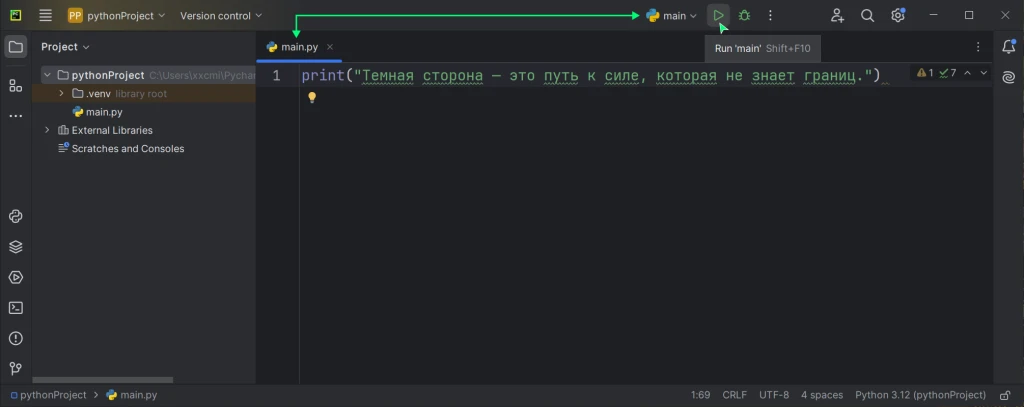 PP pythonProject Version control main
Project main.py
Run 'main' Shift+F10
pythonProject C:\Users\xxcmi\Pychar
1 print("Темная сторона — это путь к силе, которая не знает границ.") 1 7
.venv library root
main.py
External Libraries
Scratches and Consoles
pythonProject main.py 1:69 CRLF UTF-8 4 spaces Python 3.12 (pythonProject)